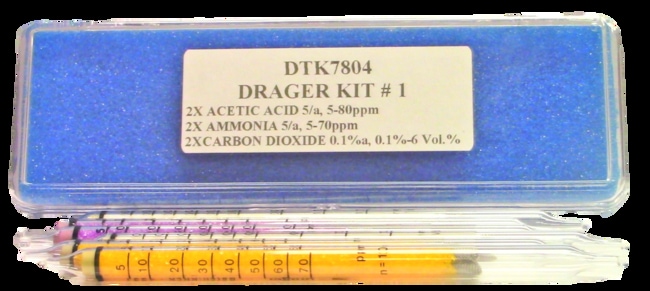 DTK7804
DRAGER KIT # 1
2X ACETIC ACID 5/a, 5-80ppm
2X AMMONIA 5/a, 5-70ppm
2XCARBON DIOXIDE 0.1%a, 0.1%-6 Vol.%
5 10 20 30 40 50 60 70